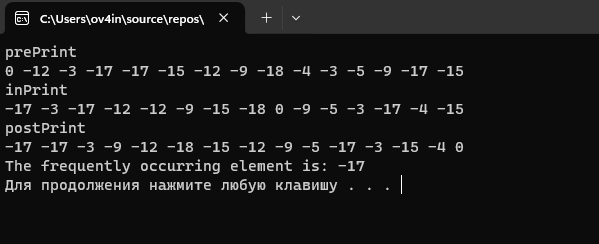 C:\Users\ov4in\source\repos\
prePrint
0 -12 -3 -17 -17 -15 -12 -9 -18 -4 -3 -5 -9 -17 -15
inPrint
-17 -3 -17 -12 -12 -9 -15 -18 0 -9 -5 -3 -17 -4 -15
postPrint
-17 -17 -3 -9 -12 -18 -15 -12 -9 -5 -17 -3 -15 -4 0
The frequently occurring element is: -17
Для продолжения нажмите любую клавишу . . .